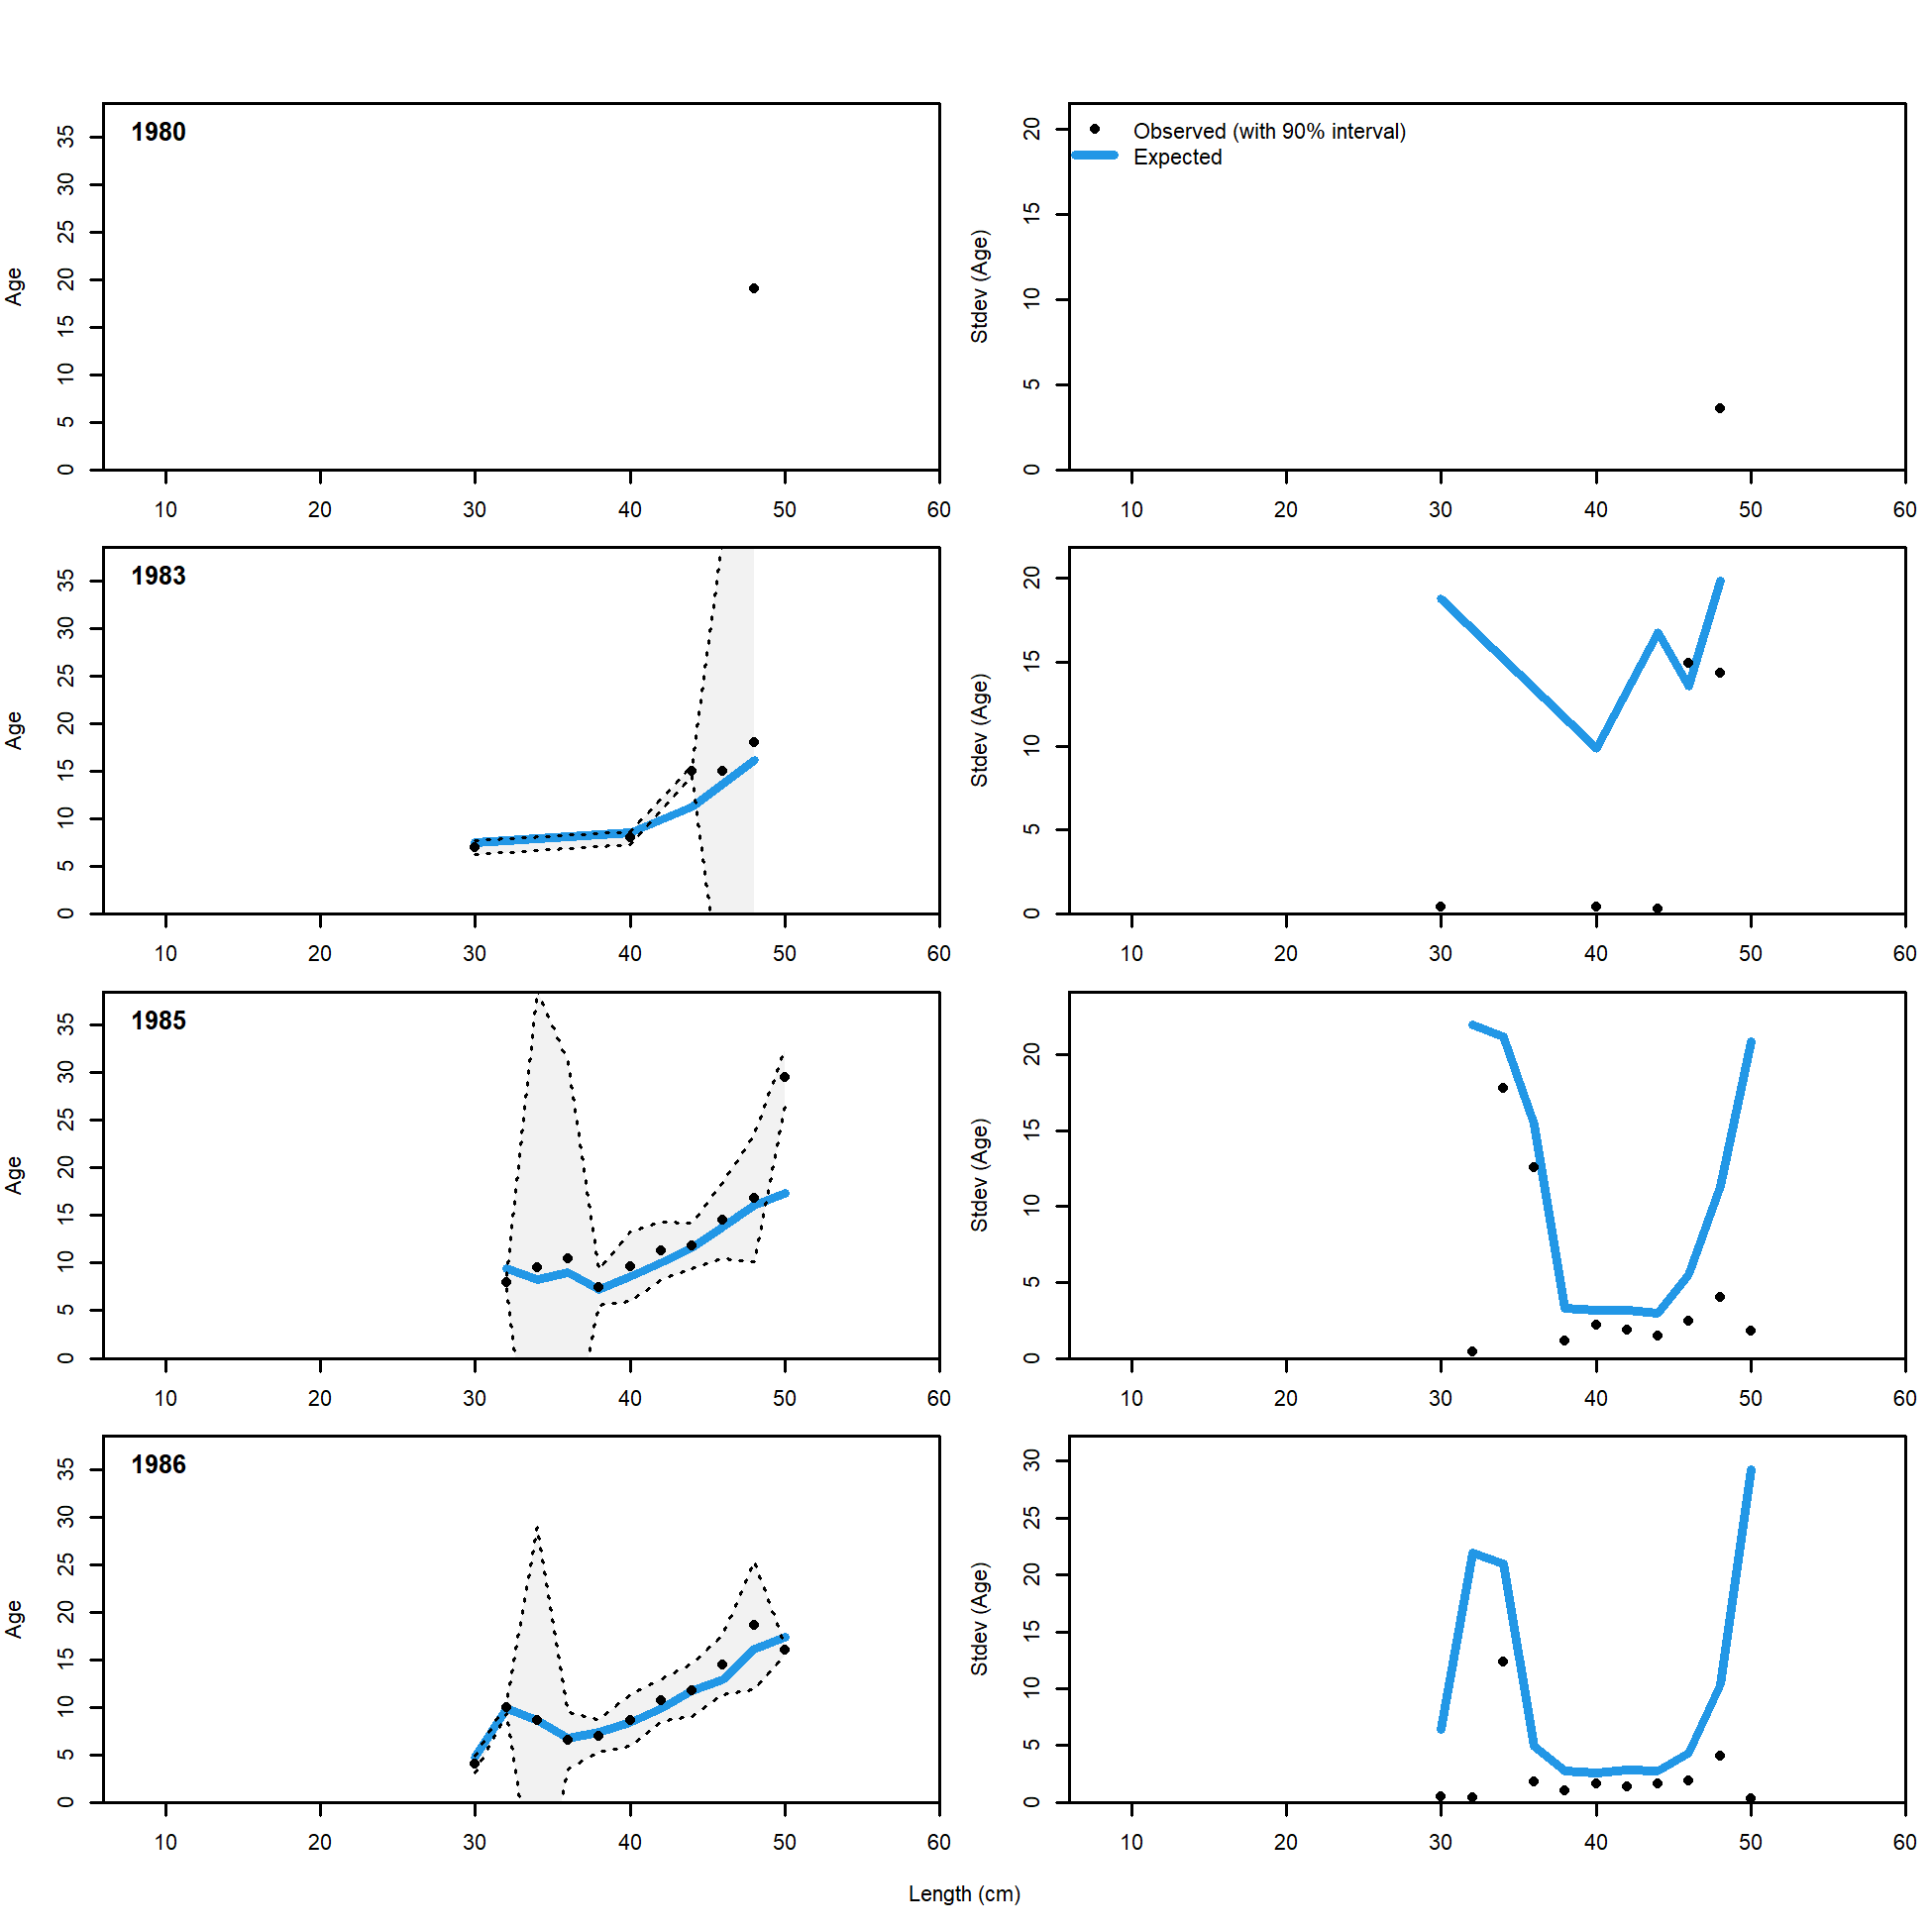 1980
Age
0 5 10 15 20 25 30 35
10 20 30 40 50 60
Observed (with 90% interval)
Expected
Stdev (Age)
0 5 10 15 20
10 20 30 40 50 60
1983
Age
0 5 10 15 20 25 30 35
10 20 30 40 50 60
Stdev (Age)
0 5 10 15 20
10 20 30 40 50 60
1985
Age
0 5 10 15 20 25 30 35
10 20 30 40 50 60
Stdev (Age)
0 5 10 15 20
10 20 30 40 50 60
1986
Age
0 5 10 15 20 25 30 35
10 20 30 40 50 60
Stdev (Age)
0 5 10 15 20 25 30
10 20 30 40 50 60
Length (cm)